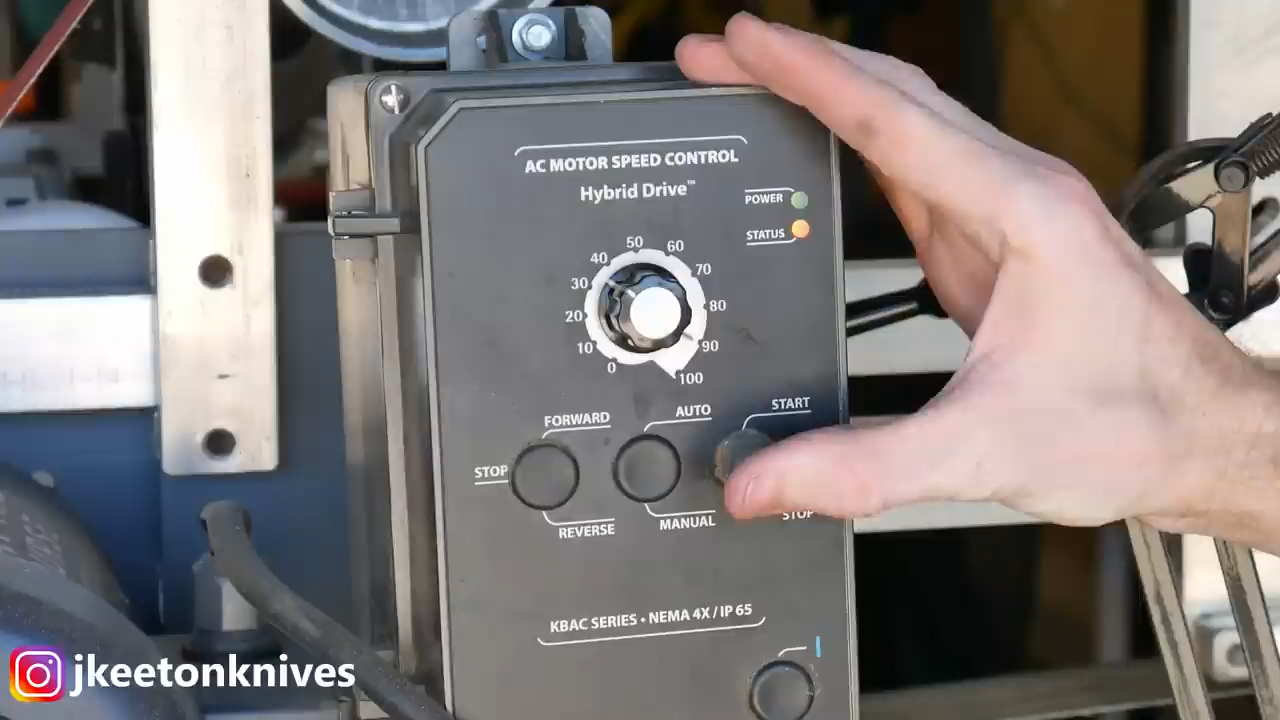 AC MOTOR SPEED CONTROL
Hybrid Drive™
POWER
STATUS
50
60
40
70
30
80
20
90
10
0
100
FORWARD
AUTO
START
STOP
REVERSE
MANUAL
STOP
KBAC SERIES • NEMA 4X / IP 65
I
jkeetonknives